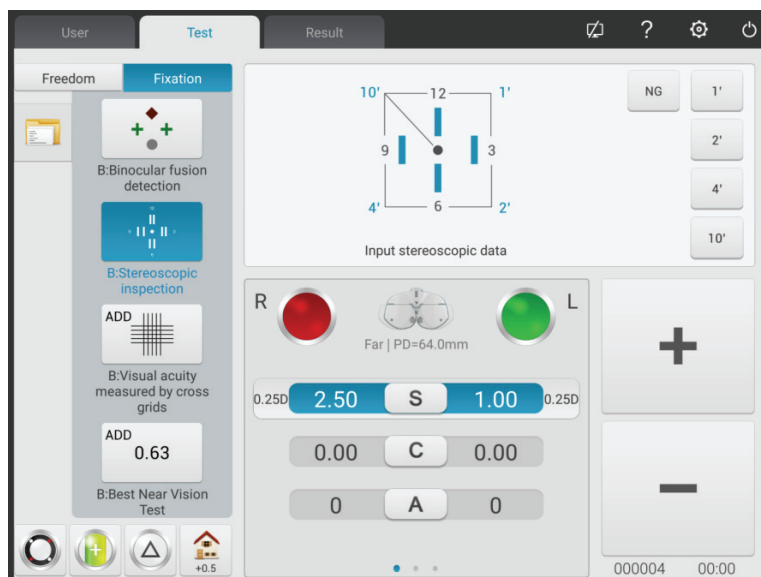 User
Test
Result
?
Freedom
Fixation
B:Binocular fusion
detection
B:Stereoscopic
inspection
ADD
B:Visual acuity
measured by cross
grids
ADD
0.63
B:Best Near Vision
Test
+0.5
10' 12 1'
9 3
4' 6 2'
Input stereoscopic data
NG
1'
2'
4'
10'
R
L
Far | PD=64.0mm
0.25D 2.50 S 1.00 0.25D
0.00 C 0.00
0 A 0
+
−
000004 00:00